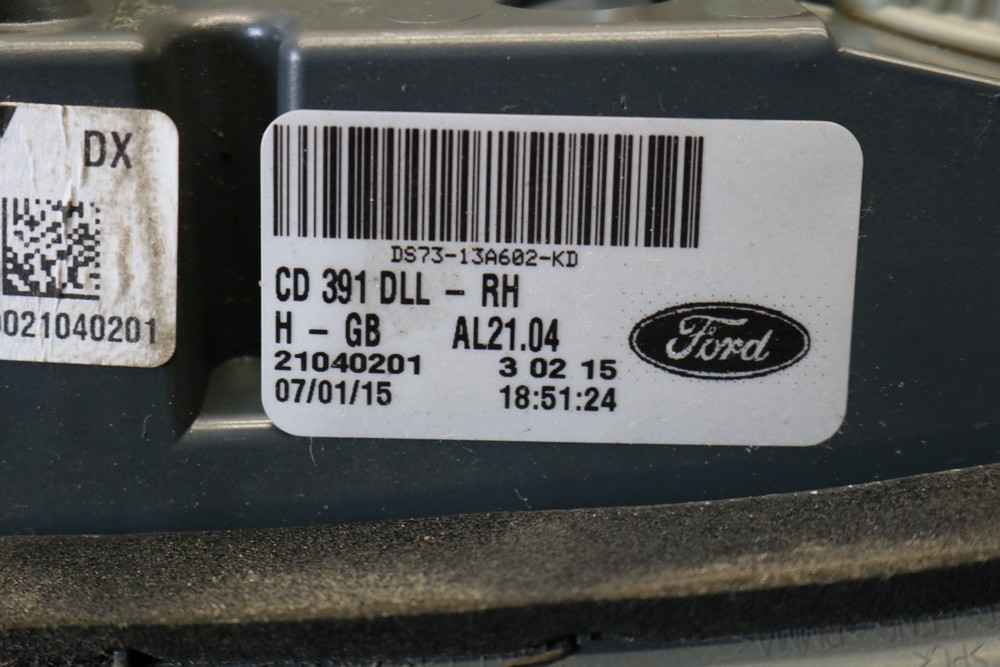 DX
021040201
DS73-13A602-KD
CD 391 DLL - RH
H - GB AL21.04
21040201 3 02 15
07/01/15 18:51:24
Ford